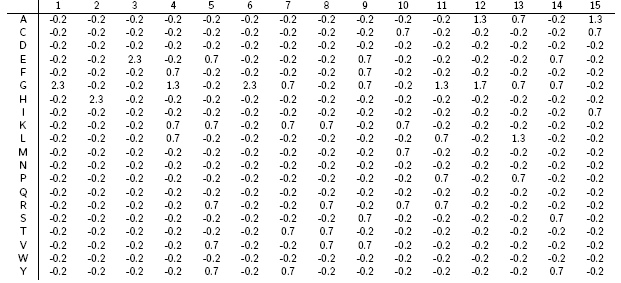 1 2 3 4 5 6 7 8 9 10 11 12 13 14 15
A -0.2 -0.2 -0.2 -0.2 -0.2 -0.2 -0.2 -0.2 -0.2 -0.2 -0.2 1.3 0.7 -0.2 1.3
C -0.2 -0.2 -0.2 -0.2 -0.2 -0.2 -0.2 -0.2 -0.2 0.7 -0.2 -0.2 -0.2 -0.2 0.7
D -0.2 -0.2 -0.2 -0.2 -0.2 -0.2 -0.2 -0.2 -0.2 -0.2 -0.2 -0.2 -0.2 -0.2 -0.2
E -0.2 -0.2 2.3 -0.2 0.7 -0.2 -0.2 -0.2 0.7 -0.2 -0.2 -0.2 -0.2 0.7 -0.2
F -0.2 -0.2 -0.2 0.7 -0.2 -0.2 -0.2 -0.2 0.7 -0.2 -0.2 -0.2 -0.2 -0.2 -0.2
G 2.3 -0.2 -0.2 1.3 -0.2 2.3 0.7 -0.2 0.7 -0.2 1.3 1.7 0.7 0.7 -0.2
H -0.2 2.3 -0.2 -0.2 -0.2 -0.2 -0.2 -0.2 -0.2 -0.2 -0.2 -0.2 -0.2 -0.2 -0.2
I -0.2 -0.2 -0.2 -0.2 -0.2 -0.2 -0.2 -0.2 -0.2 -0.2 -0.2 -0.2 -0.2 -0.2 0.7
K -0.2 -0.2 -0.2 0.7 0.7 -0.2 0.7 0.7 -0.2 0.7 -0.2 -0.2 -0.2 -0.2 -0.2
L -0.2 -0.2 -0.2 0.7 -0.2 -0.2 -0.2 -0.2 -0.2 -0.2 0.7 -0.2 1.3 -0.2 -0.2
M -0.2 -0.2 -0.2 -0.2 -0.2 -0.2 -0.2 -0.2 -0.2 0.7 -0.2 -0.2 -0.2 -0.2 -0.2
N -0.2 -0.2 -0.2 -0.2 -0.2 -0.2 -0.2 -0.2 -0.2 -0.2 -0.2 -0.2 -0.2 -0.2 -0.2
P -0.2 -0.2 -0.2 -0.2 -0.2 -0.2 -0.2 -0.2 -0.2 -0.2 0.7 -0.2 0.7 -0.2 -0.2
Q -0.2 -0.2 -0.2 -0.2 -0.2 -0.2 -0.2 -0.2 -0.2 -0.2 -0.2 -0.2 -0.2 -0.2 -0.2
R -0.2 -0.2 -0.2 -0.2 0.7 -0.2 -0.2 0.7 -0.2 0.7 0.7 -0.2 -0.2 -0.2 -0.2
S -0.2 -0.2 -0.2 -0.2 -0.2 -0.2 -0.2 -0.2 0.7 -0.2 -0.2 -0.2 -0.2 0.7 -0.2
T -0.2 -0.2 -0.2 -0.2 -0.2 -0.2 0.7 0.7 -0.2 -0.2 -0.2 -0.2 -0.2 -0.2 -0.2
V -0.2 -0.2 -0.2 -0.2 0.7 -0.2 -0.2 0.7 0.7 -0.2 -0.2 -0.2 -0.2 -0.2 -0.2
W -0.2 -0.2 -0.2 -0.2 -0.2 -0.2 -0.2 -0.2 -0.2 -0.2 -0.2 -0.2 -0.2 -0.2 -0.2
Y -0.2 -0.2 -0.2 -0.2 0.7 -0.2 0.7 -0.2 -0.2 -0.2 -0.2 -0.2 -0.2 0.7 -0.2